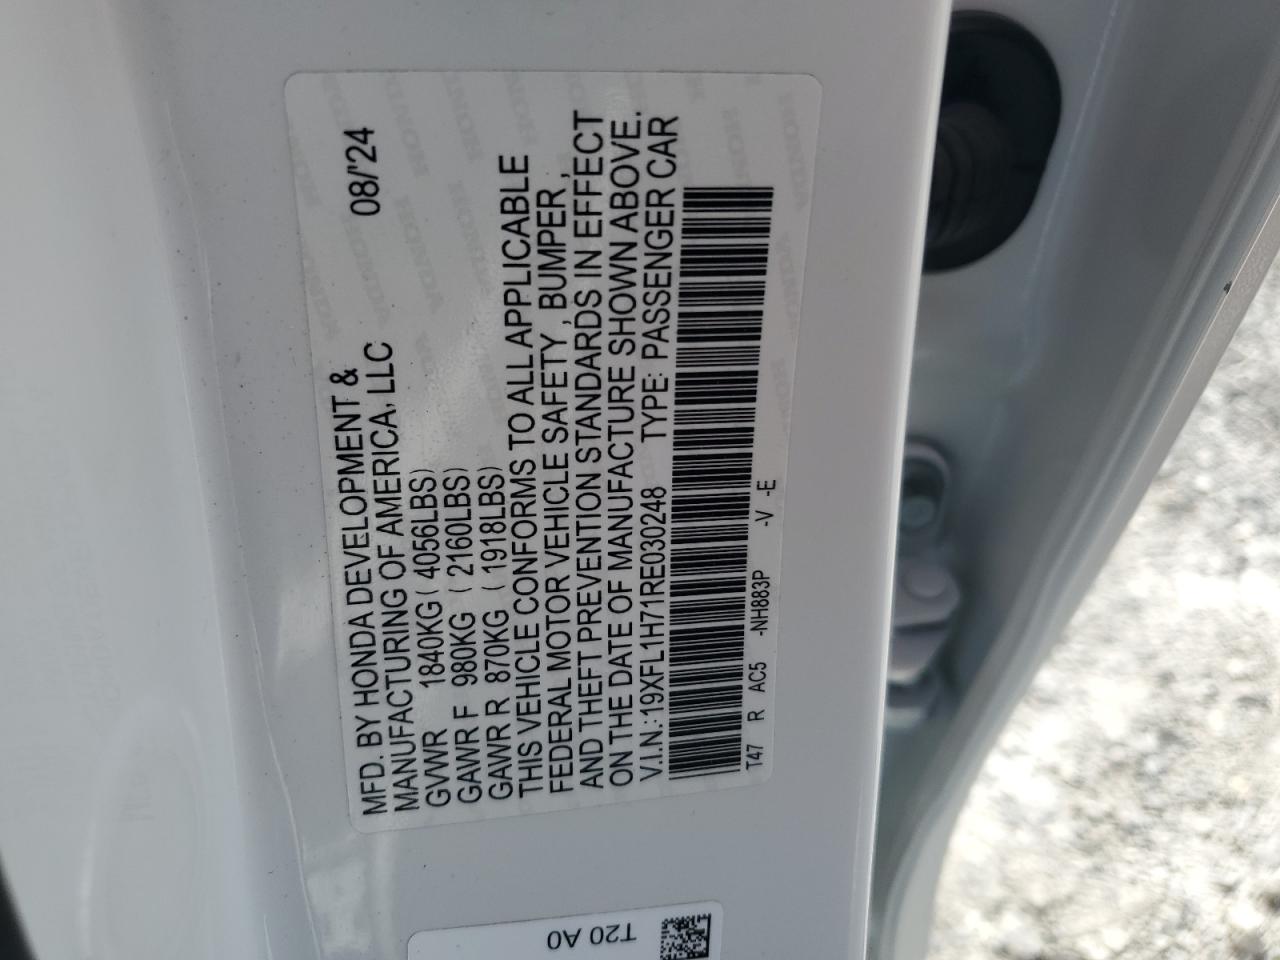 MFD. BY HONDA DEVELOPMENT & 08/'24
MANUFACTURING OF AMERICA, LLC
GVWR 1840KG ( 4056LBS)
GAWR F 980KG ( 2160LBS)
GAWR R 870KG ( 1918LBS)
THIS VEHICLE CONFORMS TO ALL APPLICABLE
FEDERAL MOTOR VEHICLE SAFETY , BUMPER ,
AND THEFT PREVENTION STANDARDS IN EFFECT
ON THE DATE OF MANUFACTURE SHOWN ABOVE.
V.I.N.:19XFL1H71RE030248 TYPE: PASSENGER CAR
T47 R AC5 -NH883P -V -E
T20 A0